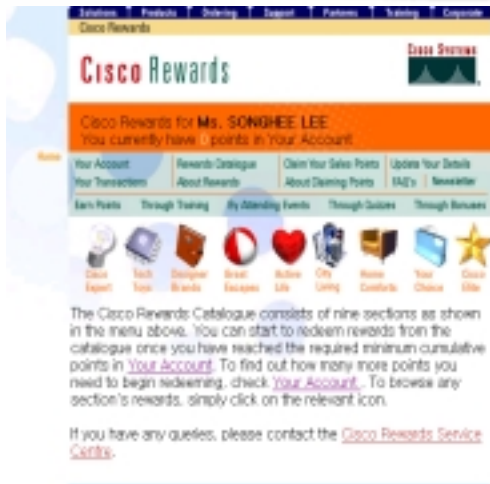 Solutions Products Ordering Support Partners Training Corporate
Cisco Rewards
Cisco Rewards
Cisco Systems
Cisco Rewards for Ms. SONGHEE LEE
You currently have 0 points in Your Account
Home
Your Account Rewards Catalogue Claim Your Sales Points Update Your Details
Your Transactions About Rewards About Claiming Points FAQ's Newsletter
Earn Points Through Training By Attending Events Through Quizzes Through Bonuses
Cisco Expert
Tech Toys
Designer Brands
Great Escapes
Active Life
City Living
Home Comforts
Your Choice
Cisco Elite
The Cisco Rewards Catalogue consists of nine sections as shown
in the menu above. You can start to redeem rewards from the
catalogue once you have reached the required minimum cumulative
points in Your Account. To find out how many more points you
need to begin redeeming, check Your Account. To browse any
section's rewards, simply click on the relevant icon.
If you have any queries, please contact the Cisco Rewards Service
Centre.